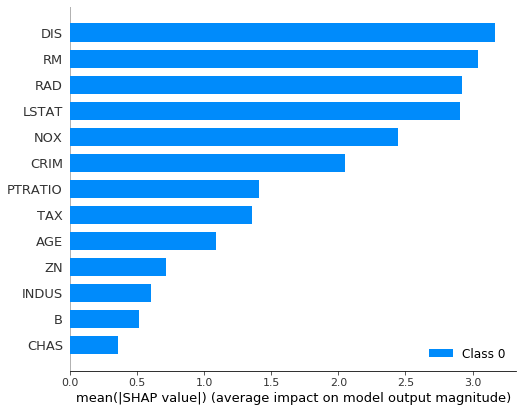 DIS
RM
RAD
LSTAT
NOX
CRIM
PTRATIO
TAX
AGE
ZN
INDUS
B
CHAS
Class 0
0.0 0.5 1.0 1.5 2.0 2.5 3.0
mean(|SHAP value|) (average impact on model output magnitude)